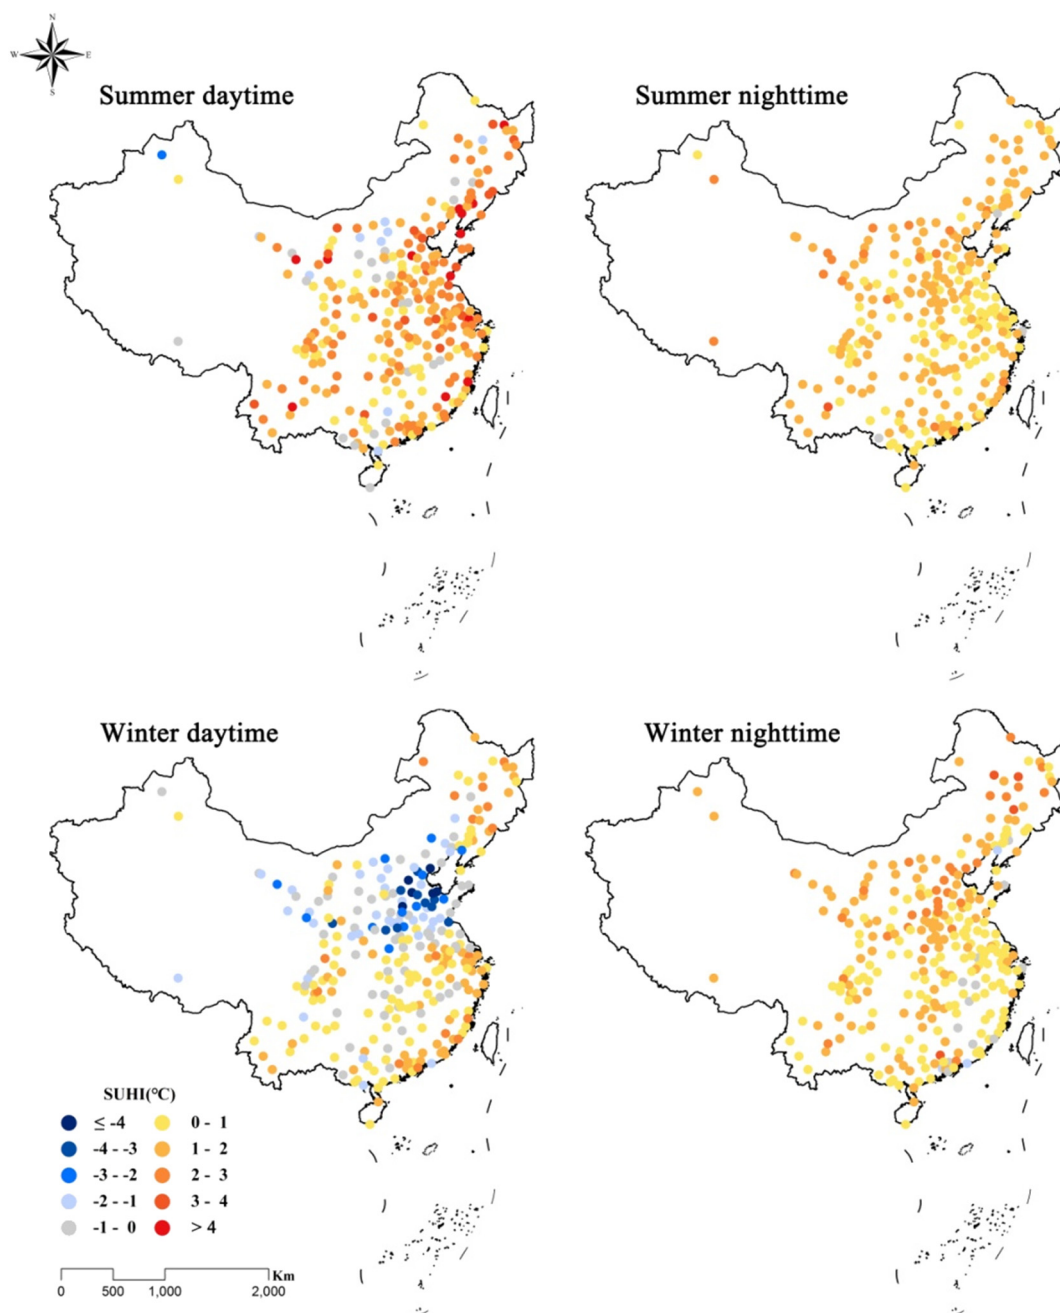 N
W E
S
Summer daytime Summer nighttime
Winter daytime Winter nighttime
SUHI(℃)
≤ -4 0 - 1
-4 - -3 1 - 2
-3 - -2 2 - 3
-2 - -1 3 - 4
-1 - 0 > 4
Km
0 500 1,000 2,000